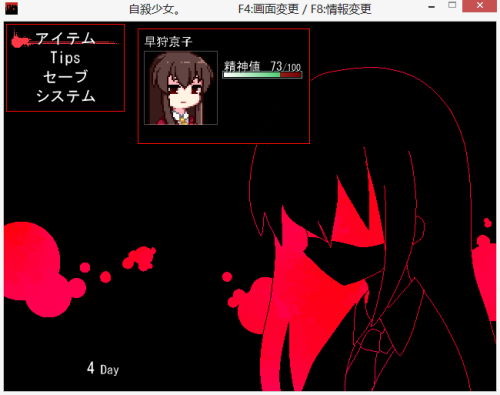 自殺少女。 F4:画面変更 / F8:情報変更
アイテム
Tips
セーブ
システム
早狩京子
精神値 73/100
4 Day